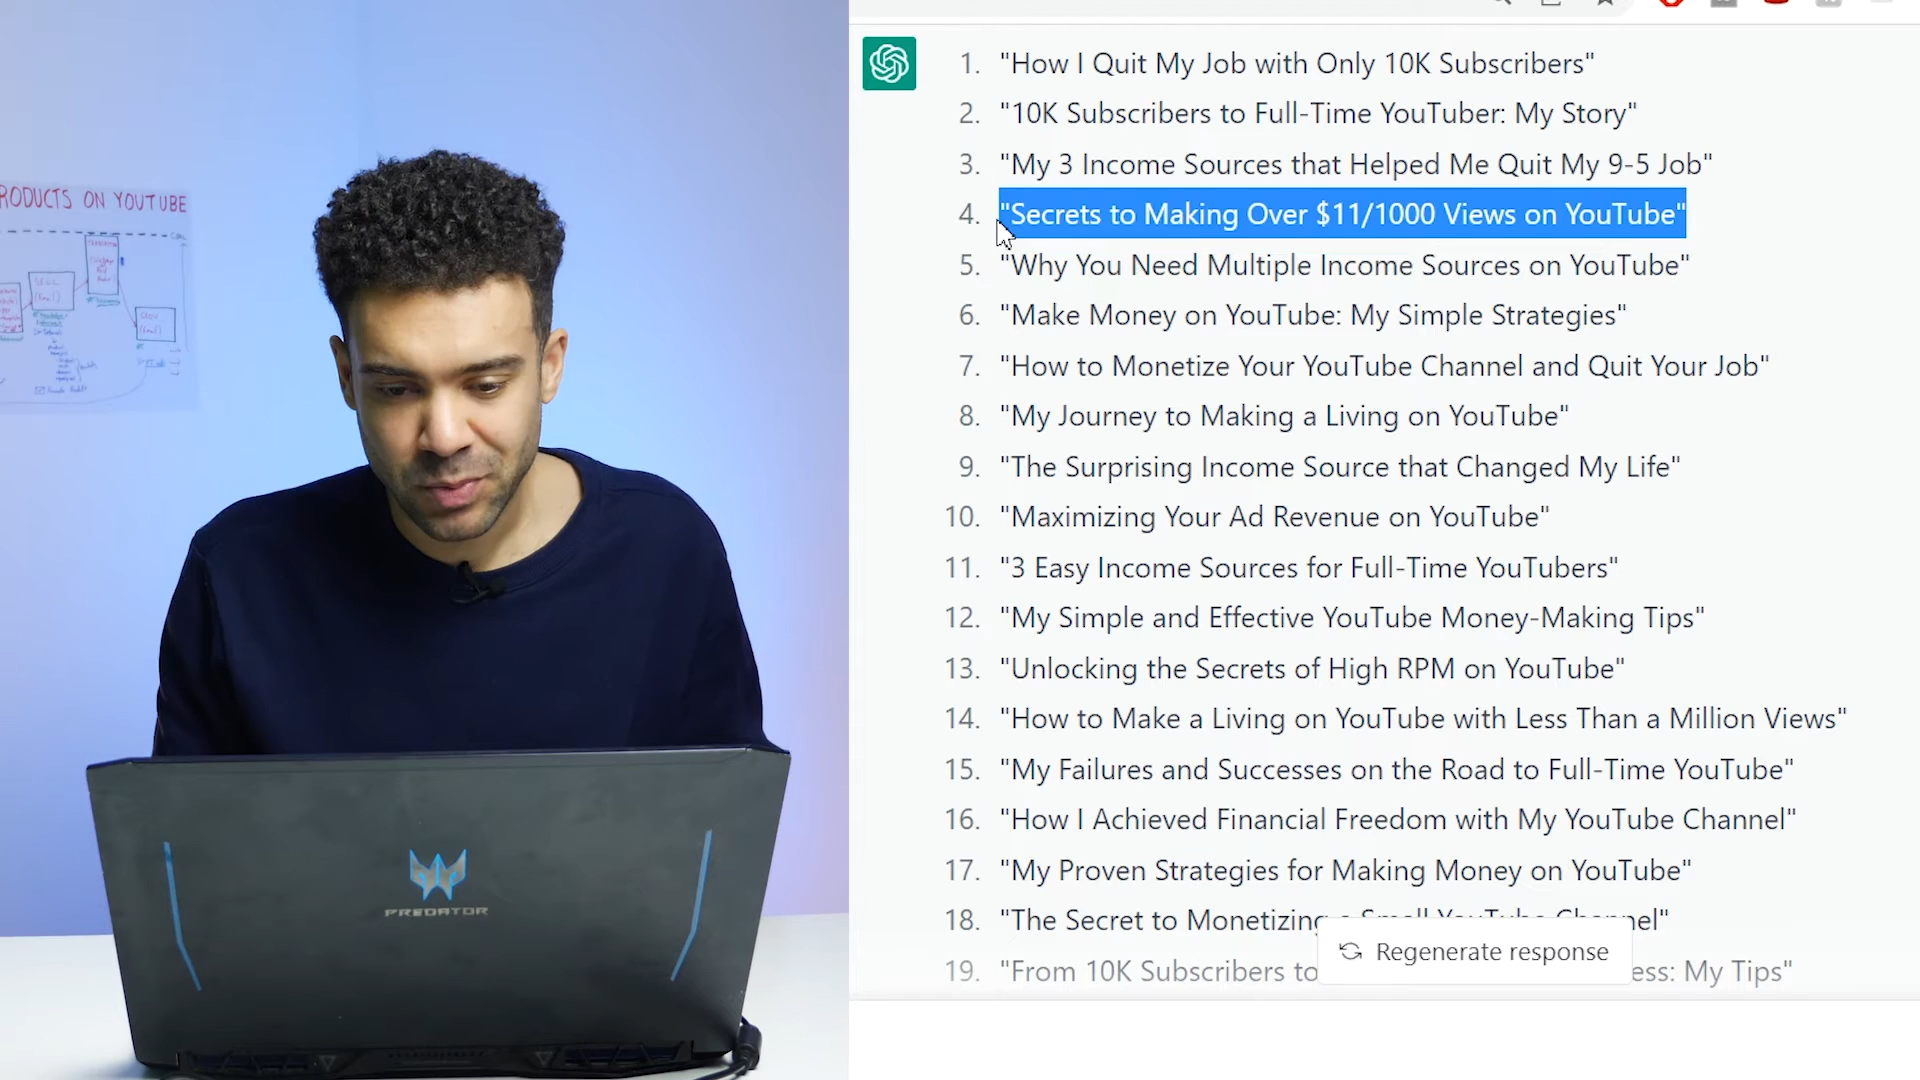 RODUCTS ON YOUTUBE
PREDATOR
1. "How I Quit My Job with Only 10K Subscribers"
2. "10K Subscribers to Full-Time YouTuber: My Story"
3. "My 3 Income Sources that Helped Me Quit My 9-5 Job"
4. "Secrets to Making Over $11/1000 Views on YouTube"
5. "Why You Need Multiple Income Sources on YouTube"
6. "Make Money on YouTube: My Simple Strategies"
7. "How to Monetize Your YouTube Channel and Quit Your Job"
8. "My Journey to Making a Living on YouTube"
9. "The Surprising Income Source that Changed My Life"
10. "Maximizing Your Ad Revenue on YouTube"
11. "3 Easy Income Sources for Full-Time YouTubers"
12. "My Simple and Effective YouTube Money-Making Tips"
13. "Unlocking the Secrets of High RPM on YouTube"
14. "How to Make a Living on YouTube with Less Than a Million Views"
15. "My Failures and Successes on the Road to Full-Time YouTube"
16. "How I Achieved Financial Freedom with My YouTube Channel"
17. "My Proven Strategies for Making Money on YouTube"
18. "The Secret to Monetizing a Small YouTube Channel"
Regenerate response
19. "From 10K Subscribers to ess: My Tips"